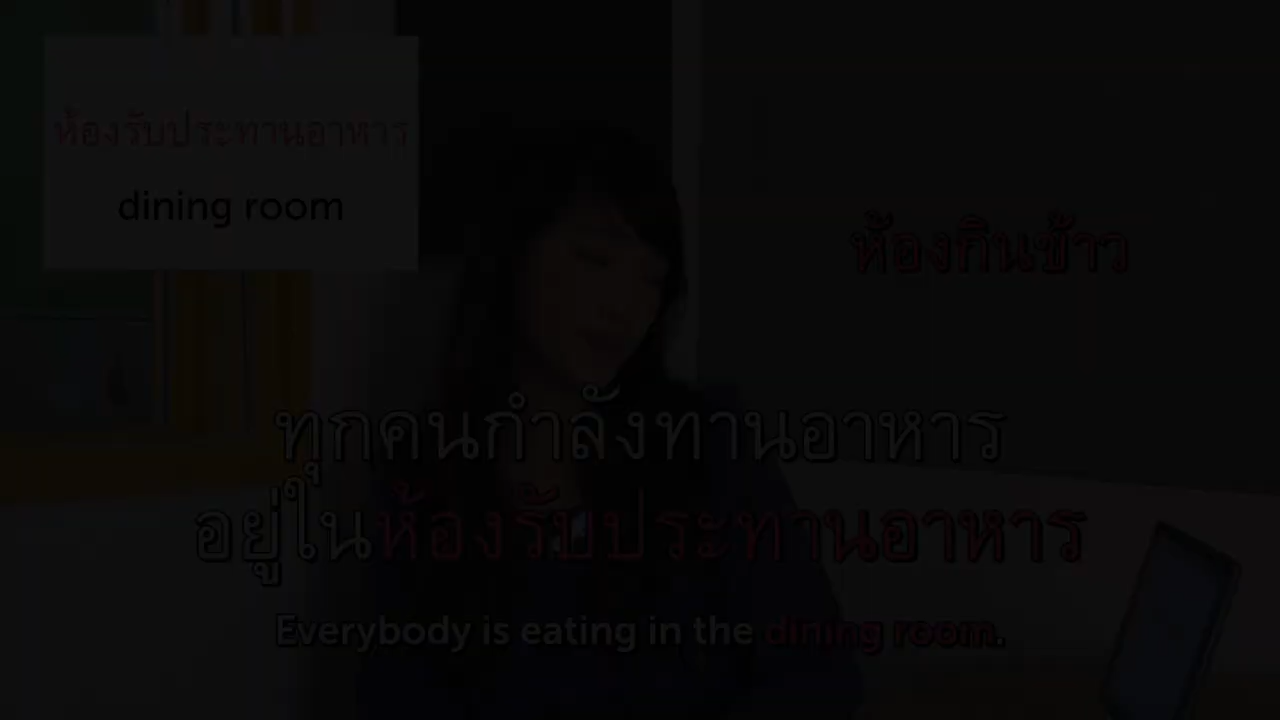 ห้องรับประทานอาหาร
dining room
ห้องกินข้าว
ทุกคนกำลังทานอาหาร
อยู่ในห้องรับประทานอาหาร
Everybody is eating in the dining room.